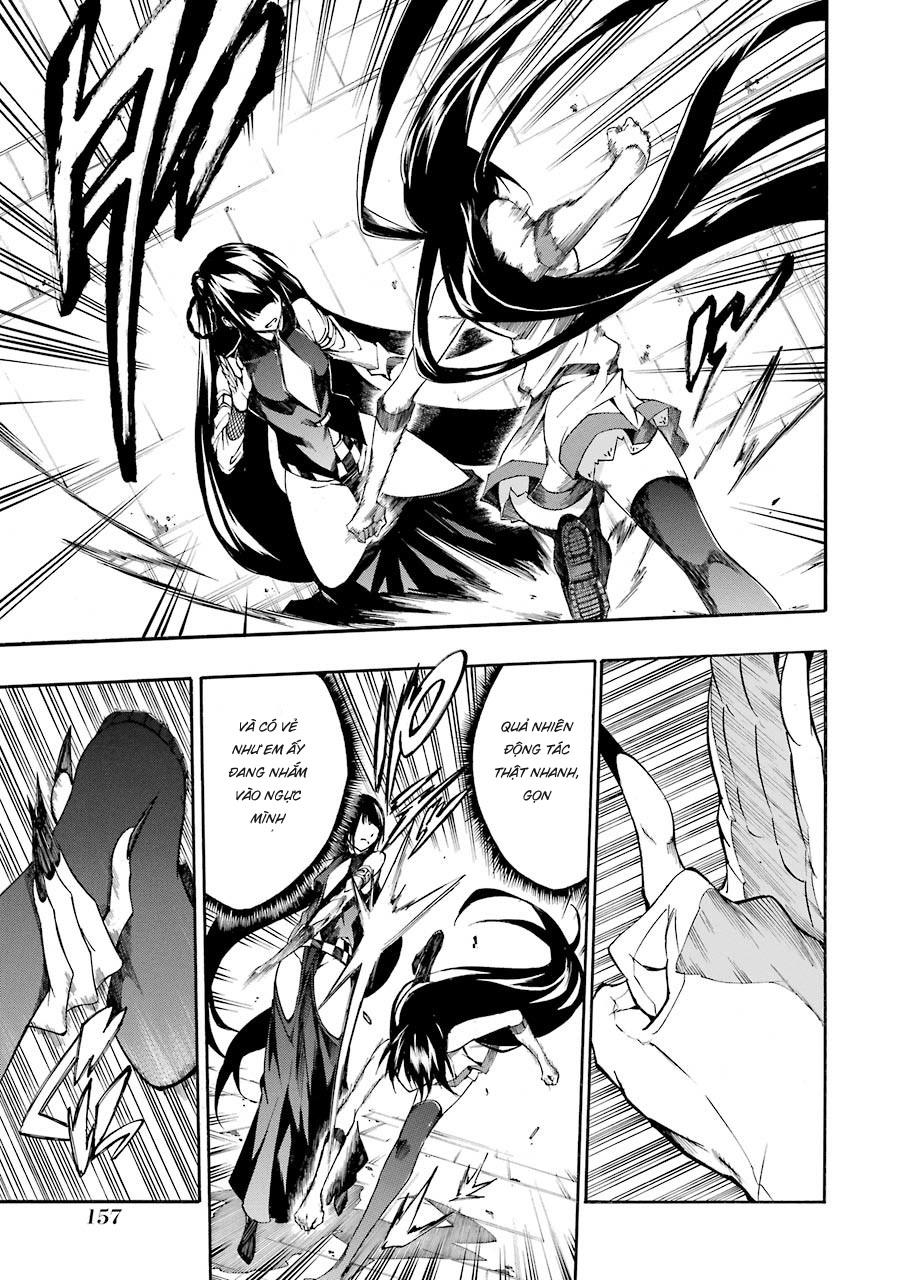 QUẢ NHIÊN
ĐỘNG TÁC
THẬT NHANH,
GỌN
VÀ CÓ VẺ
NHƯ EM ẤY
ĐANG NHẮM
VÀO NGỰC
MÌNH
157